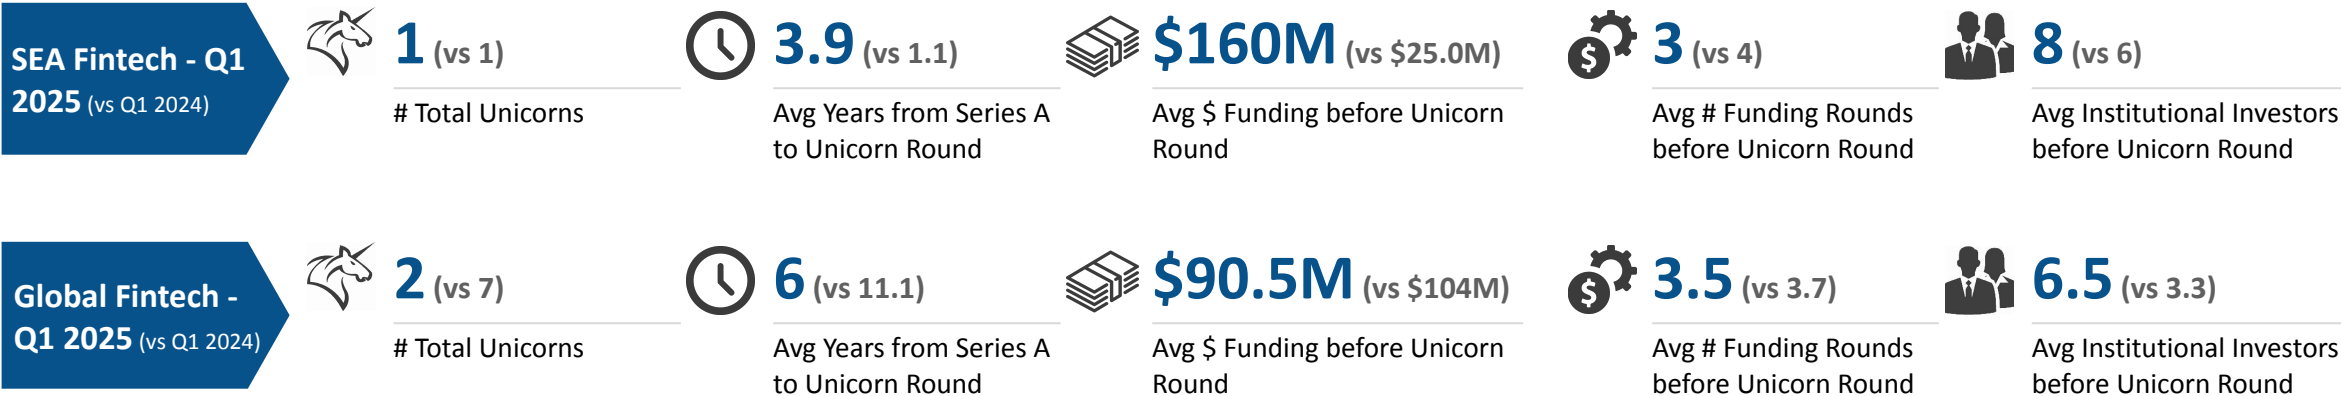 SEA Fintech - Q1
2025 (vs Q1 2024)
1 (vs 1)
# Total Unicorns
3.9 (vs 1.1)
Avg Years from Series A
to Unicorn Round
$160M (vs $25.0M)
Avg $ Funding before Unicorn
Round
3 (vs 4)
Avg # Funding Rounds
before Unicorn Round
8 (vs 6)
Avg Institutional Investors
before Unicorn Round
Global Fintech -
Q1 2025 (vs Q1 2024)
2 (vs 7)
# Total Unicorns
6 (vs 11.1)
Avg Years from Series A
to Unicorn Round
$90.5M (vs $104M)
Avg $ Funding before Unicorn
Round
3.5 (vs 3.7)
Avg # Funding Rounds
before Unicorn Round
6.5 (vs 3.3)
Avg Institutional Investors
before Unicorn Round